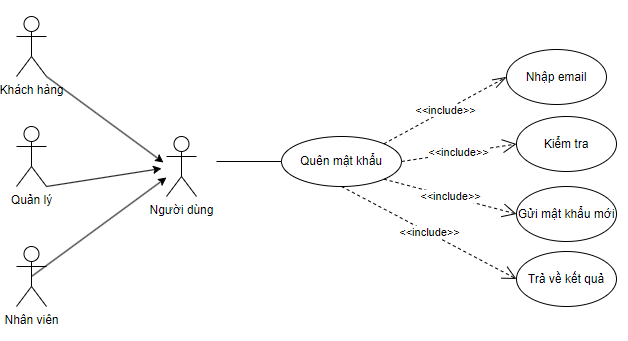 Khách hàng
Quản lý
Nhân viên
Người dùng
Quên mật khẩu
<<include>>
<<include>>
<<include>>
<<include>>
Nhập email
Kiểm tra
Gửi mật khẩu mới
Trả về kết quả